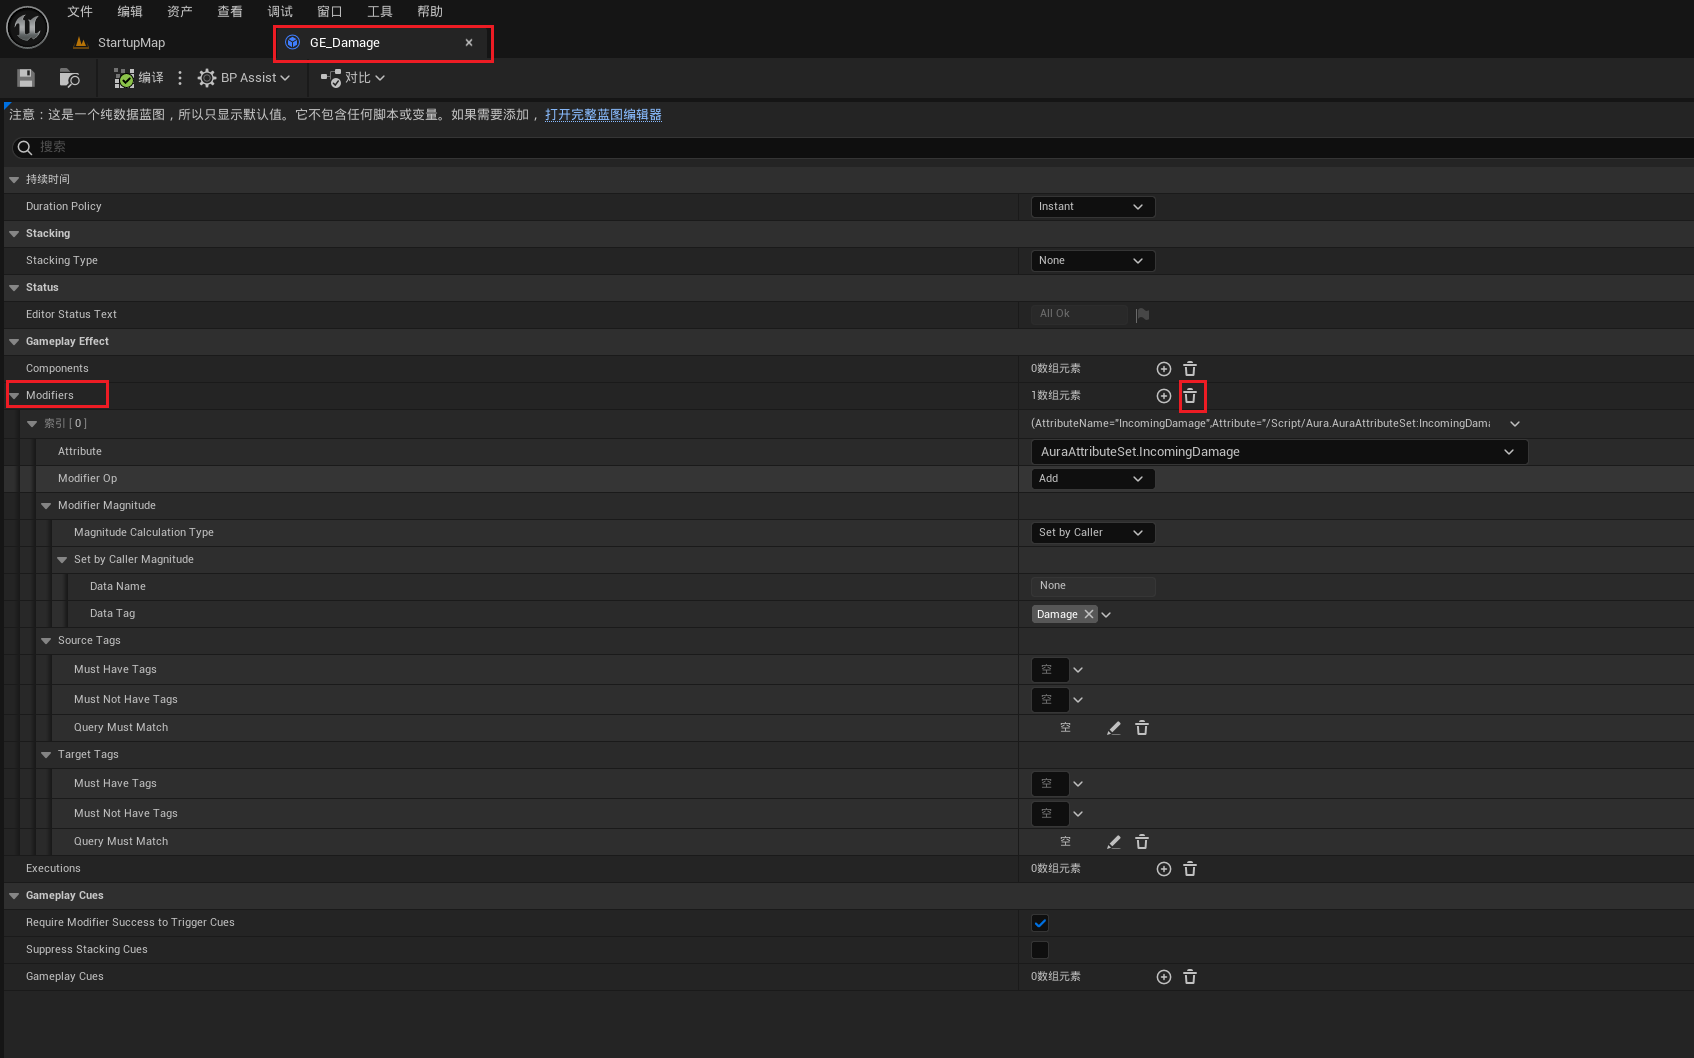 文件 编辑 资产 查看 调试 窗口 工具 帮助
StartupMap GE_Damage
编译 BP Assist 对比
注意：这是一个纯数据蓝图，所以只显示默认值。它不包含任何脚本或变量。如果需要添加，打开完整蓝图编辑器
搜索
持续时间
Duration Policy Instant
Stacking
Stacking Type None
Status
Editor Status Text All Ok
Gameplay Effect
Components 0数组元素
Modifiers 1数组元素
索引 [ 0 ] (AttributeName="IncomingDamage",Attribute="/Script/Aura.AuraAttributeSet:IncomingDama
Attribute AuraAttributeSet.IncomingDamage
Modifier Op Add
Modifier Magnitude
Magnitude Calculation Type Set by Caller
Set by Caller Magnitude
Data Name None
Data Tag Damage
Source Tags
Must Have Tags 空
Must Not Have Tags 空
Query Must Match 空
Target Tags
Must Have Tags 空
Must Not Have Tags 空
Query Must Match 空
Executions 0数组元素
Gameplay Cues
Require Modifier Success to Trigger Cues
Suppress Stacking Cues
Gameplay Cues 0数组元素